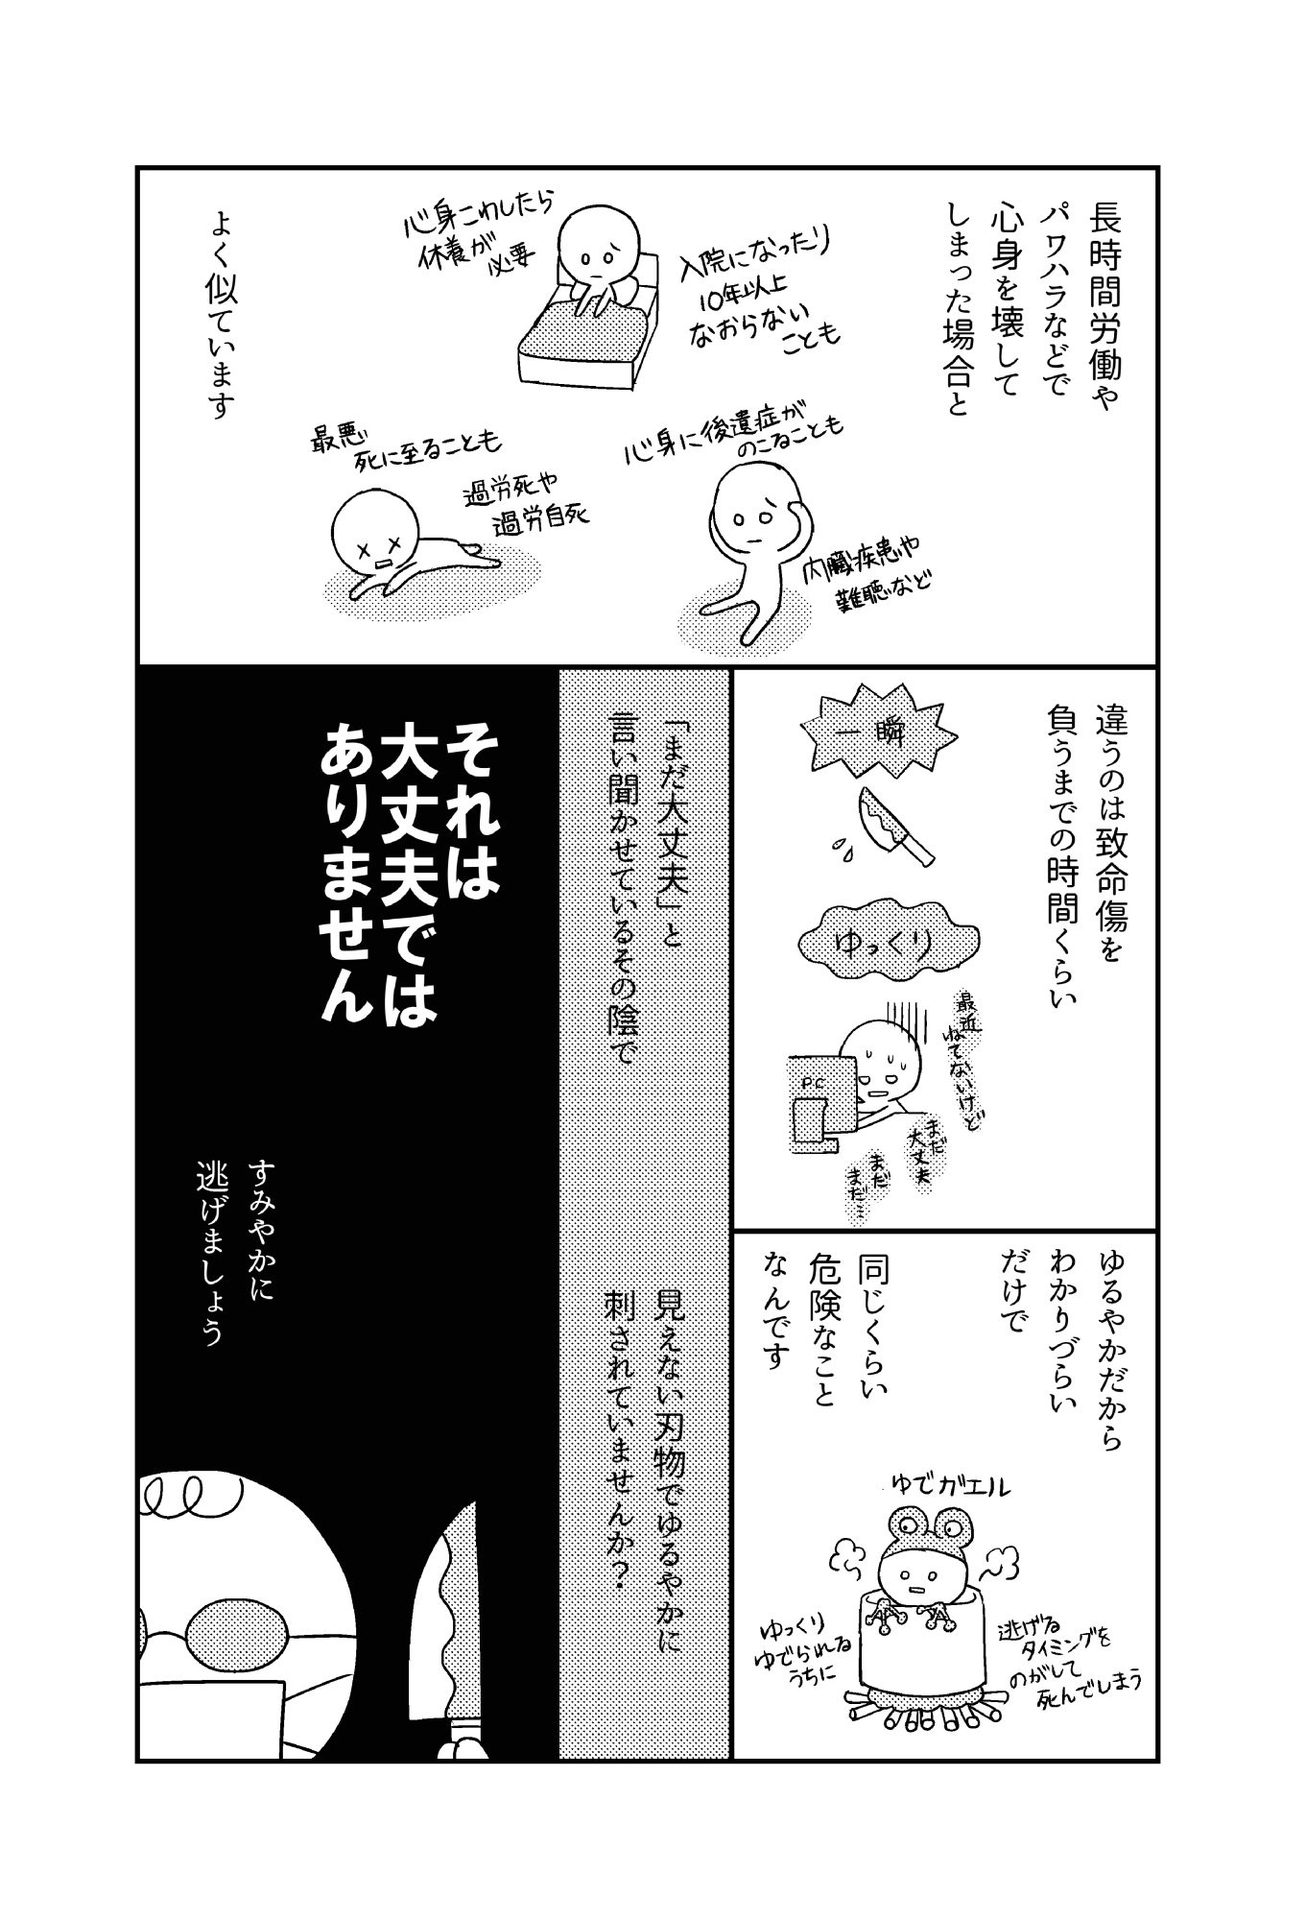 長時間労働や
パワハラなどで
心身を壊して
しまった場合と
心身こわしたら
休養が
必要
入院になったり
10年以上
なおらない
ことも
心身に後遺症が
のこることも
内臓疾患や
難聴など
最悪
死に至ることも
過労死や
過労自死
よく似ています
違うのは致命傷を
負うまでの時間くらい
一瞬
ゆっくり
最近
ねてないけど
まだ
大丈夫
まだ
まだ…
PC
ゆるやかだから
わかりづらい
だけで
同じくらい
危険なこと
なんです
ゆでガエル
逃げる
タイミングを
のがして
死んでしまう
ゆっくり
ゆでられる
うちに
「まだ大丈夫」と
言い聞かせているその陰で
見えない刃物でゆるやかに
刺されていませんか?
それは
大丈夫では
ありません
すみやかに
逃げましょう